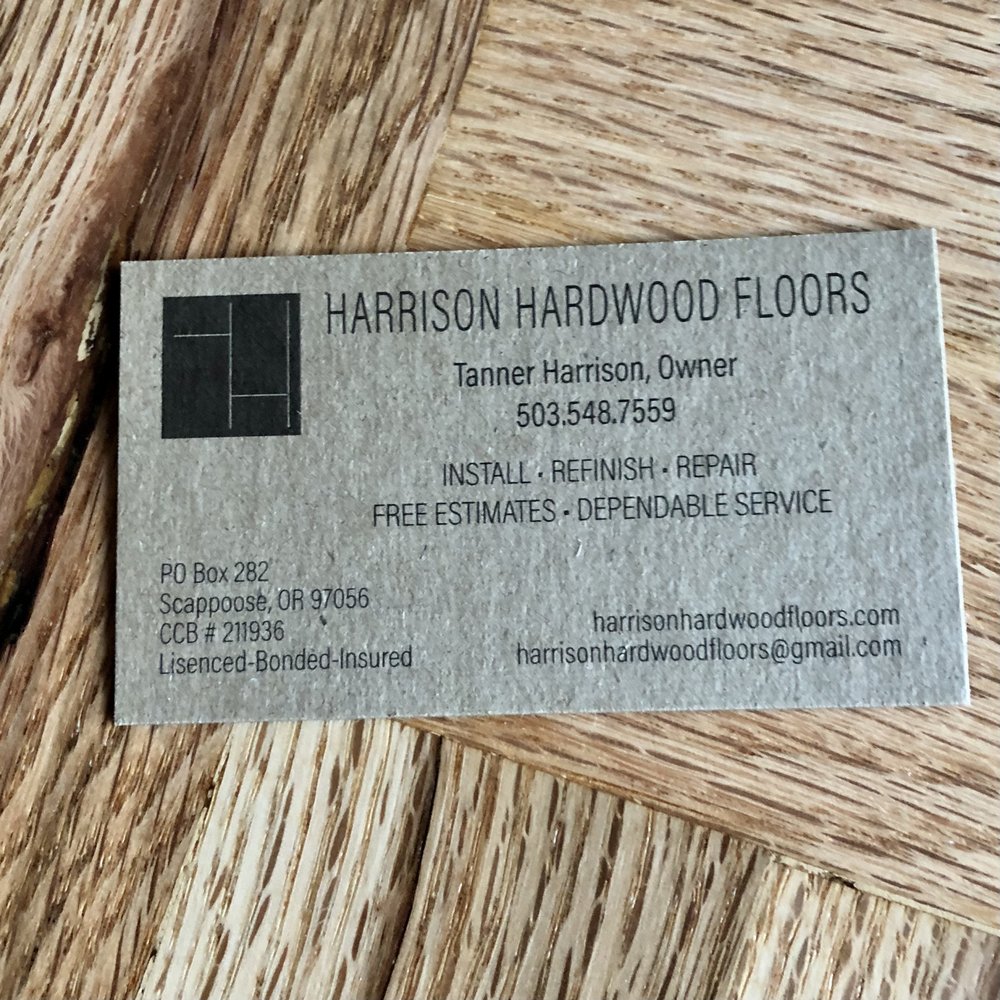 HARRISON HARDWOOD FLOORS
Tanner Harrison, Owner
503.548.7559
INSTALL · REFINISH · REPAIR
FREE ESTIMATES · DEPENDABLE SERVICE
PO Box 282
Scappoose, OR 97056
CCB # 211936
Lisenced-Bonded-Insured
harrisonhardwoodfloors.com
harrisonhardwoodfloors@gmail.com